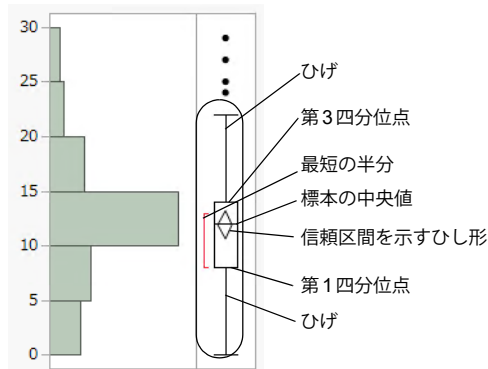 30
25
20
15
10
5
0
ひげ
第3四分位点
最短の半分
標本の中央値
信頼区間を示すひし形
第1四分位点
ひげ